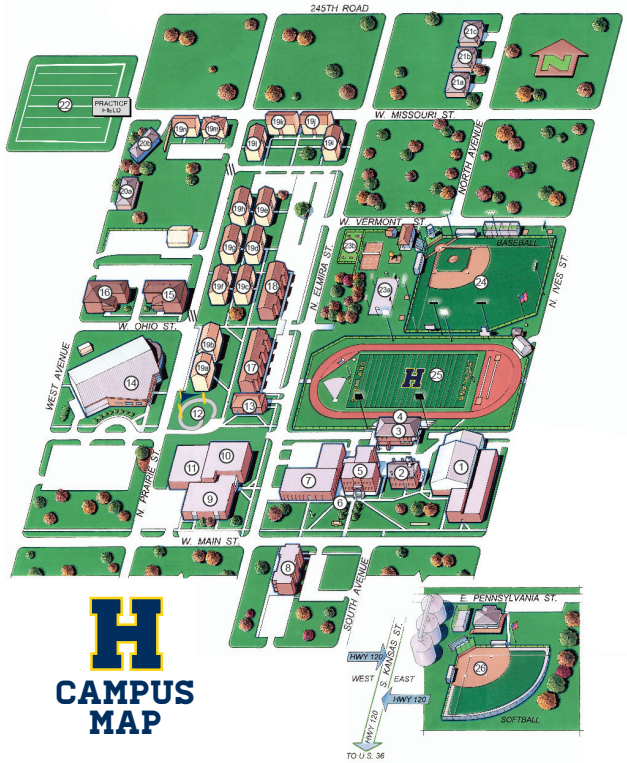 245TH ROAD
21c
21b
21a
N
22
PRACTICE
FIELD
W. MISSOURI ST.
19n
19m
19k
19j
19l
19i
20b
20a
NORTH AVENUE
19h
19e
W. VERMONT ST
23b
BASEBALL
19g
19d
N. ELMIRA ST.
24
N. IVES ST.
16
15
19f
19c
18
23a
W. OHIO ST.
19b
19a
17
WEST AVENUE
14
H
25
12
13
4
3
N. PRAIRIE ST.
11
10
9
7
5
2
1
6
W. MAIN ST.
8
SOUTH AVENUE
E. PENNSYLVANIA ST.
H
CAMPUS
MAP
S. KANSAS ST.
HWY 120
WEST EAST
HWY 120
26
SOFTBALL
HWY 120
TO U.S. 36